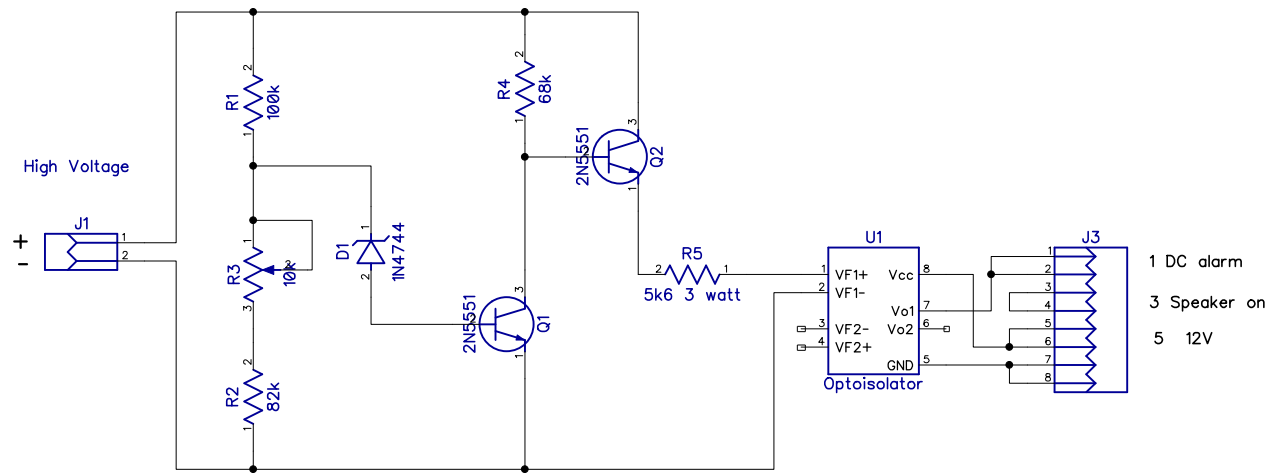 High Voltage
J1
+
-
1
2
2
R1
100k
1
1
R3
2
10k
3
2
R2
82k
1
D1
1
1N4744
2
2
R4
68k
1
2N5551
2
3
Q2
1
2N5551
2
3
Q1
1
R5
2
1
5k6 3 watt
U1
1 VF1+
2 VF1-
3 VF2-
4 VF2+
Vcc 8
Vo1 7
Vo2 6
GND 5
Optoisolator
J3
1
2
3
4
5
6
7
8
1 DC alarm
3 Speaker on
5 12V